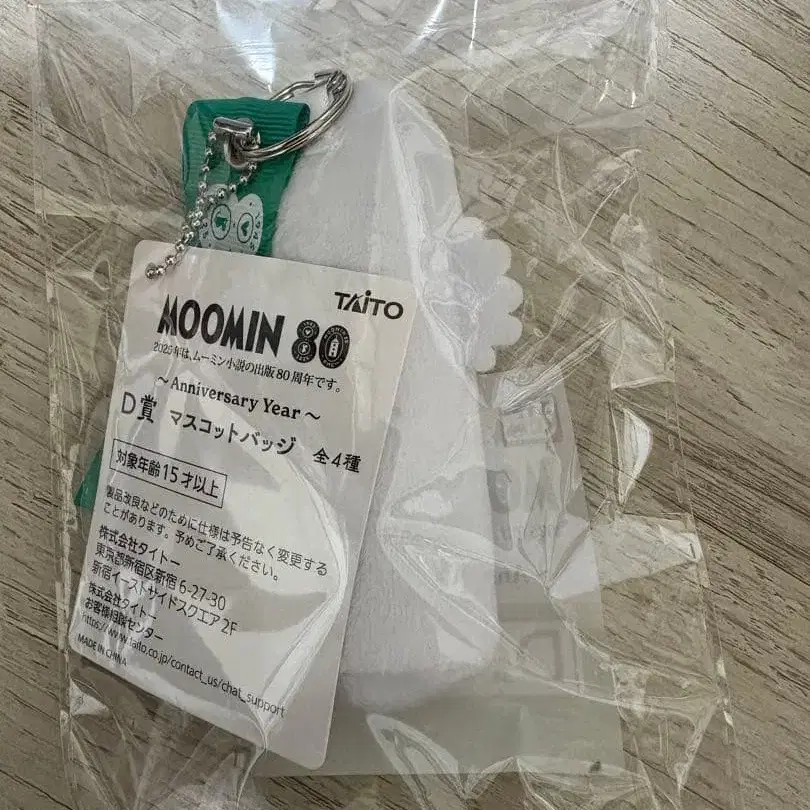 TAITO
MOOMIN 80
2025年は、ムーミン小説の出版80周年です。
～Anniversary Year～
D賞 マスコットバッジ 全4種
対象年齢15才以上
製品改良などのために仕様は予告なく変更する
ことがあります。予めご了承ください。
株式会社タイトー
東京都新宿区新宿6-27-30
新宿イーストサイドスクエア2F
株式会社タイトー
お客様相談センター
https://www.taito.co.jp/contact_us/chat_support
MADE IN CHINA